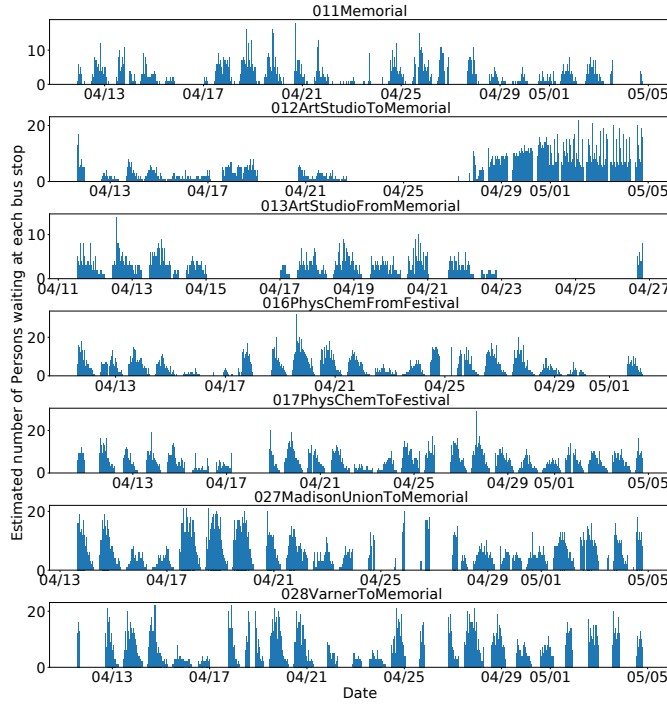 011Memorial
10
0
04/13 04/17 04/21 04/25 04/29 05/01 05/05
012ArtStudioToMemorial
20
0
04/13 04/17 04/21 04/25 04/29 05/01 05/05
013ArtStudioFromMemorial
10
0
04/11 04/13 04/15 04/17 04/19 04/21 04/23 04/25 04/27
016PhysChemFromFestival
20
0
04/13 04/17 04/21 04/25 04/29 05/01
017PhysChemToFestival
20
0
04/13 04/17 04/21 04/25 04/29 05/01 05/05
027MadisonUnionToMemorial
20
0
04/13 04/17 04/21 04/25 04/29 05/01 05/05
028VarnerToMemorial
20
0
04/13 04/17 04/21 04/25 04/29 05/01 05/05
Date
Estimated number of Persons waiting at each bus stop